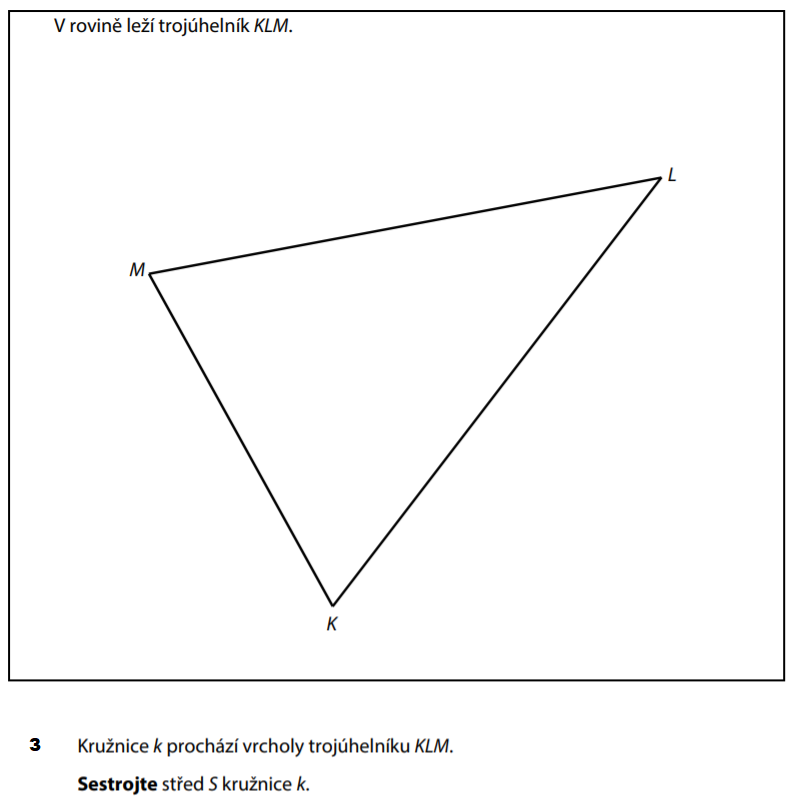 V rovině leží trojúhelník KLM.
L
M
K
3 Kružnice k prochází vrcholy trojúhelníku KLM.
Sestrojte střed S kružnice k.